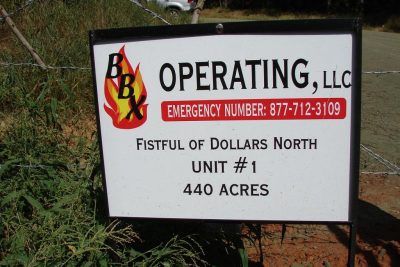 BBX
OPERATING, LLC
EMERGENCY NUMBER: 877-712-3109
FISTFUL OF DOLLARS NORTH
UNIT #1
440 ACRES